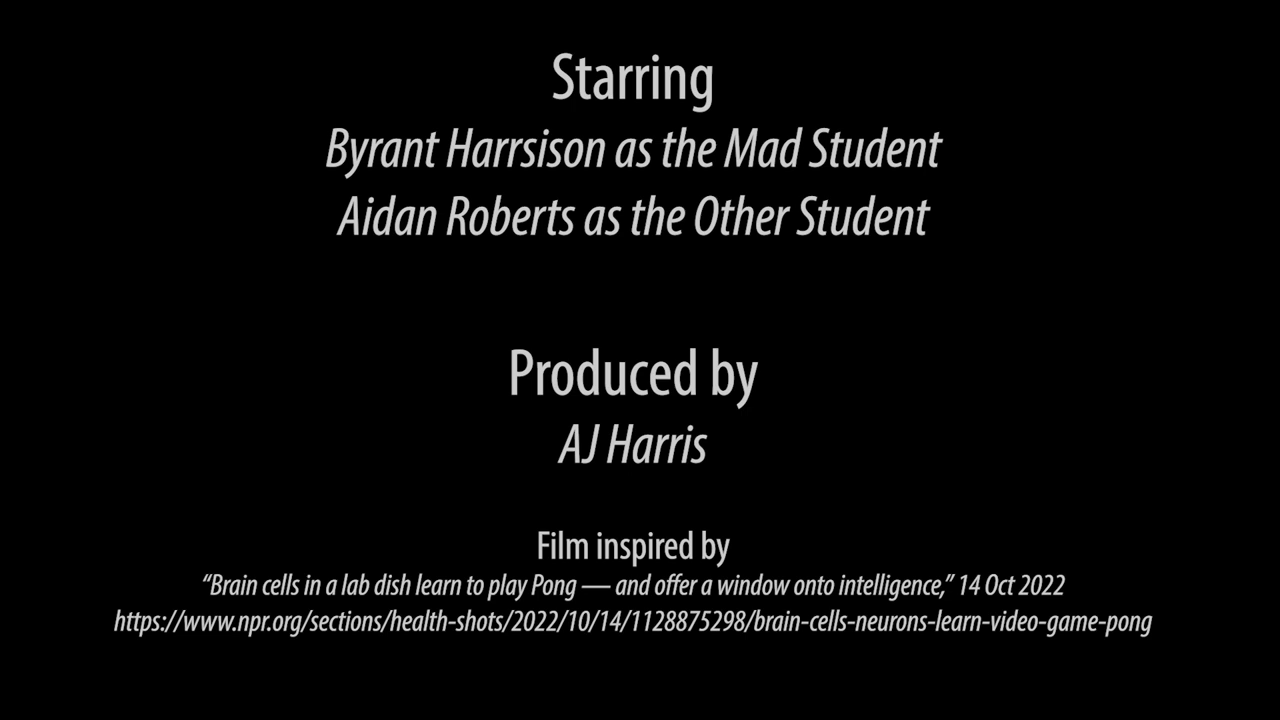 Starring
Byrant Harrsison as the Mad Student
Aidan Roberts as the Other Student
Produced by
AJ Harris
Film inspired by
“Brain cells in a lab dish learn to play Pong — and offer a window onto intelligence,” 14 Oct 2022
https://www.npr.org/sections/health-shots/2022/10/14/1128875298/brain-cells-neurons-learn-video-game-pong